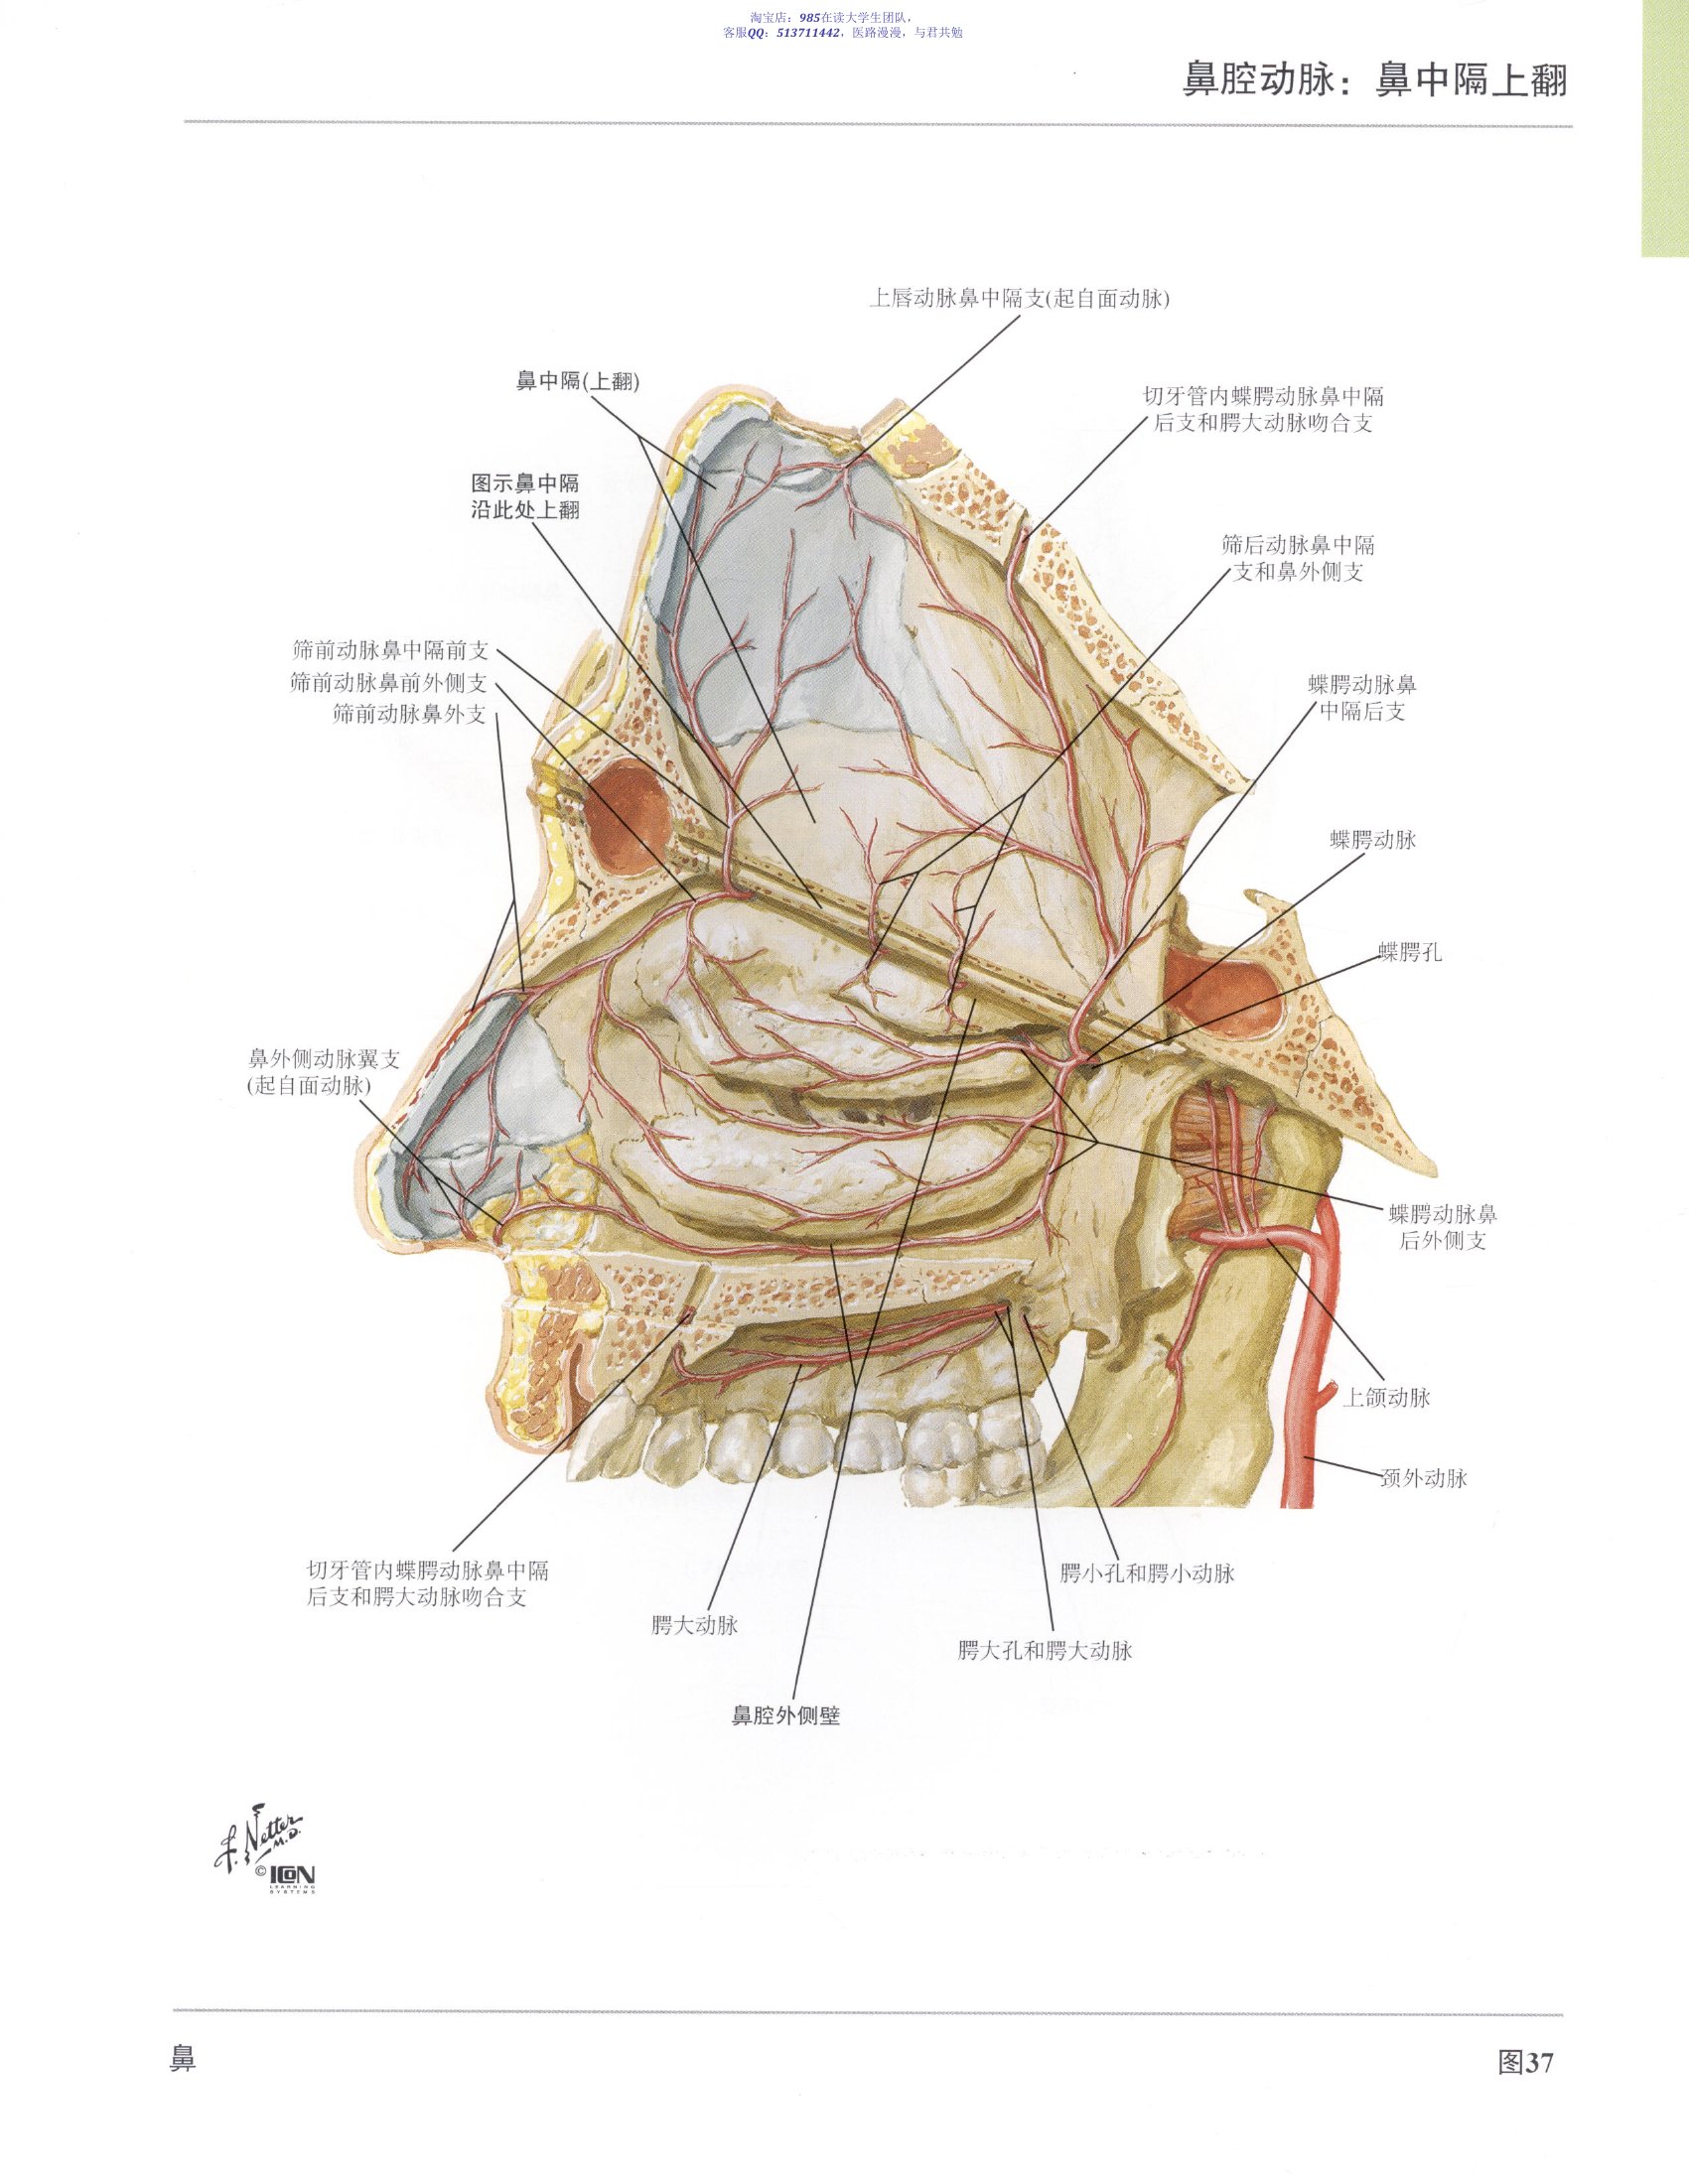 淘宝店：985在读大学生团队，
客服QQ：513711442，医路漫漫，与君共勉
鼻腔动脉：鼻中隔上翻
上唇动脉鼻中隔支(起自面动脉)
鼻中隔(上翻)
切牙管内蝶腭动脉鼻中隔
后支和腭大动脉吻合支
图示鼻中隔
沿此处上翻
筛后动脉鼻中隔
支和鼻外侧支
筛前动脉鼻中隔前支
筛前动脉鼻前外侧支
筛前动脉鼻外支
蝶腭动脉鼻
中隔后支
蝶腭动脉
蝶腭孔
鼻外侧动脉翼支
(起自面动脉)
蝶腭动脉鼻
后外侧支
上颌动脉
颈外动脉
切牙管内蝶腭动脉鼻中隔
后支和腭大动脉吻合支
腭小孔和腭小动脉
腭大动脉
腭大孔和腭大动脉
鼻腔外侧壁
F. Netter
M.D.
© ICON
LEARNING
SYSTEMS
鼻
图37